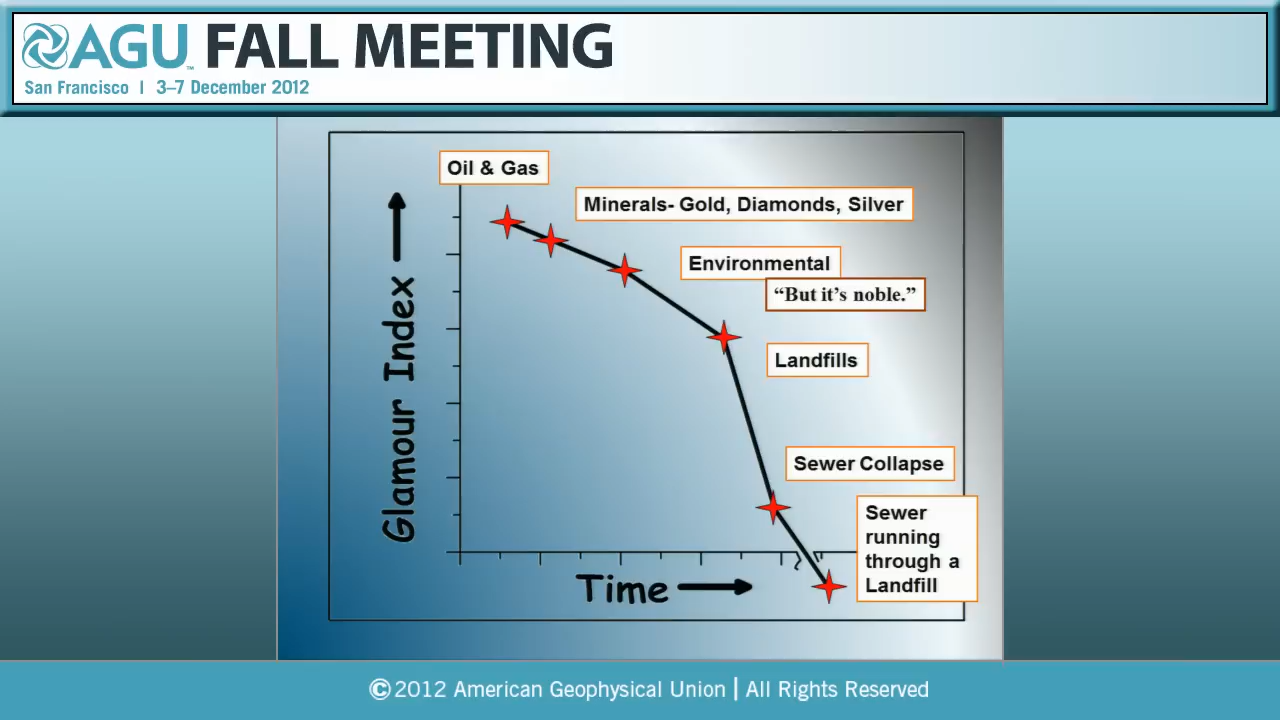 AGU™ FALL MEETING
San Francisco | 3–7 December 2012
Oil & Gas
Minerals- Gold, Diamonds, Silver
Environmental
“But it’s noble.”
Landfills
Sewer Collapse
Sewer
running
through a
Landfill
Glamour Index
Time
©2012 American Geophysical Union | All Rights Reserved